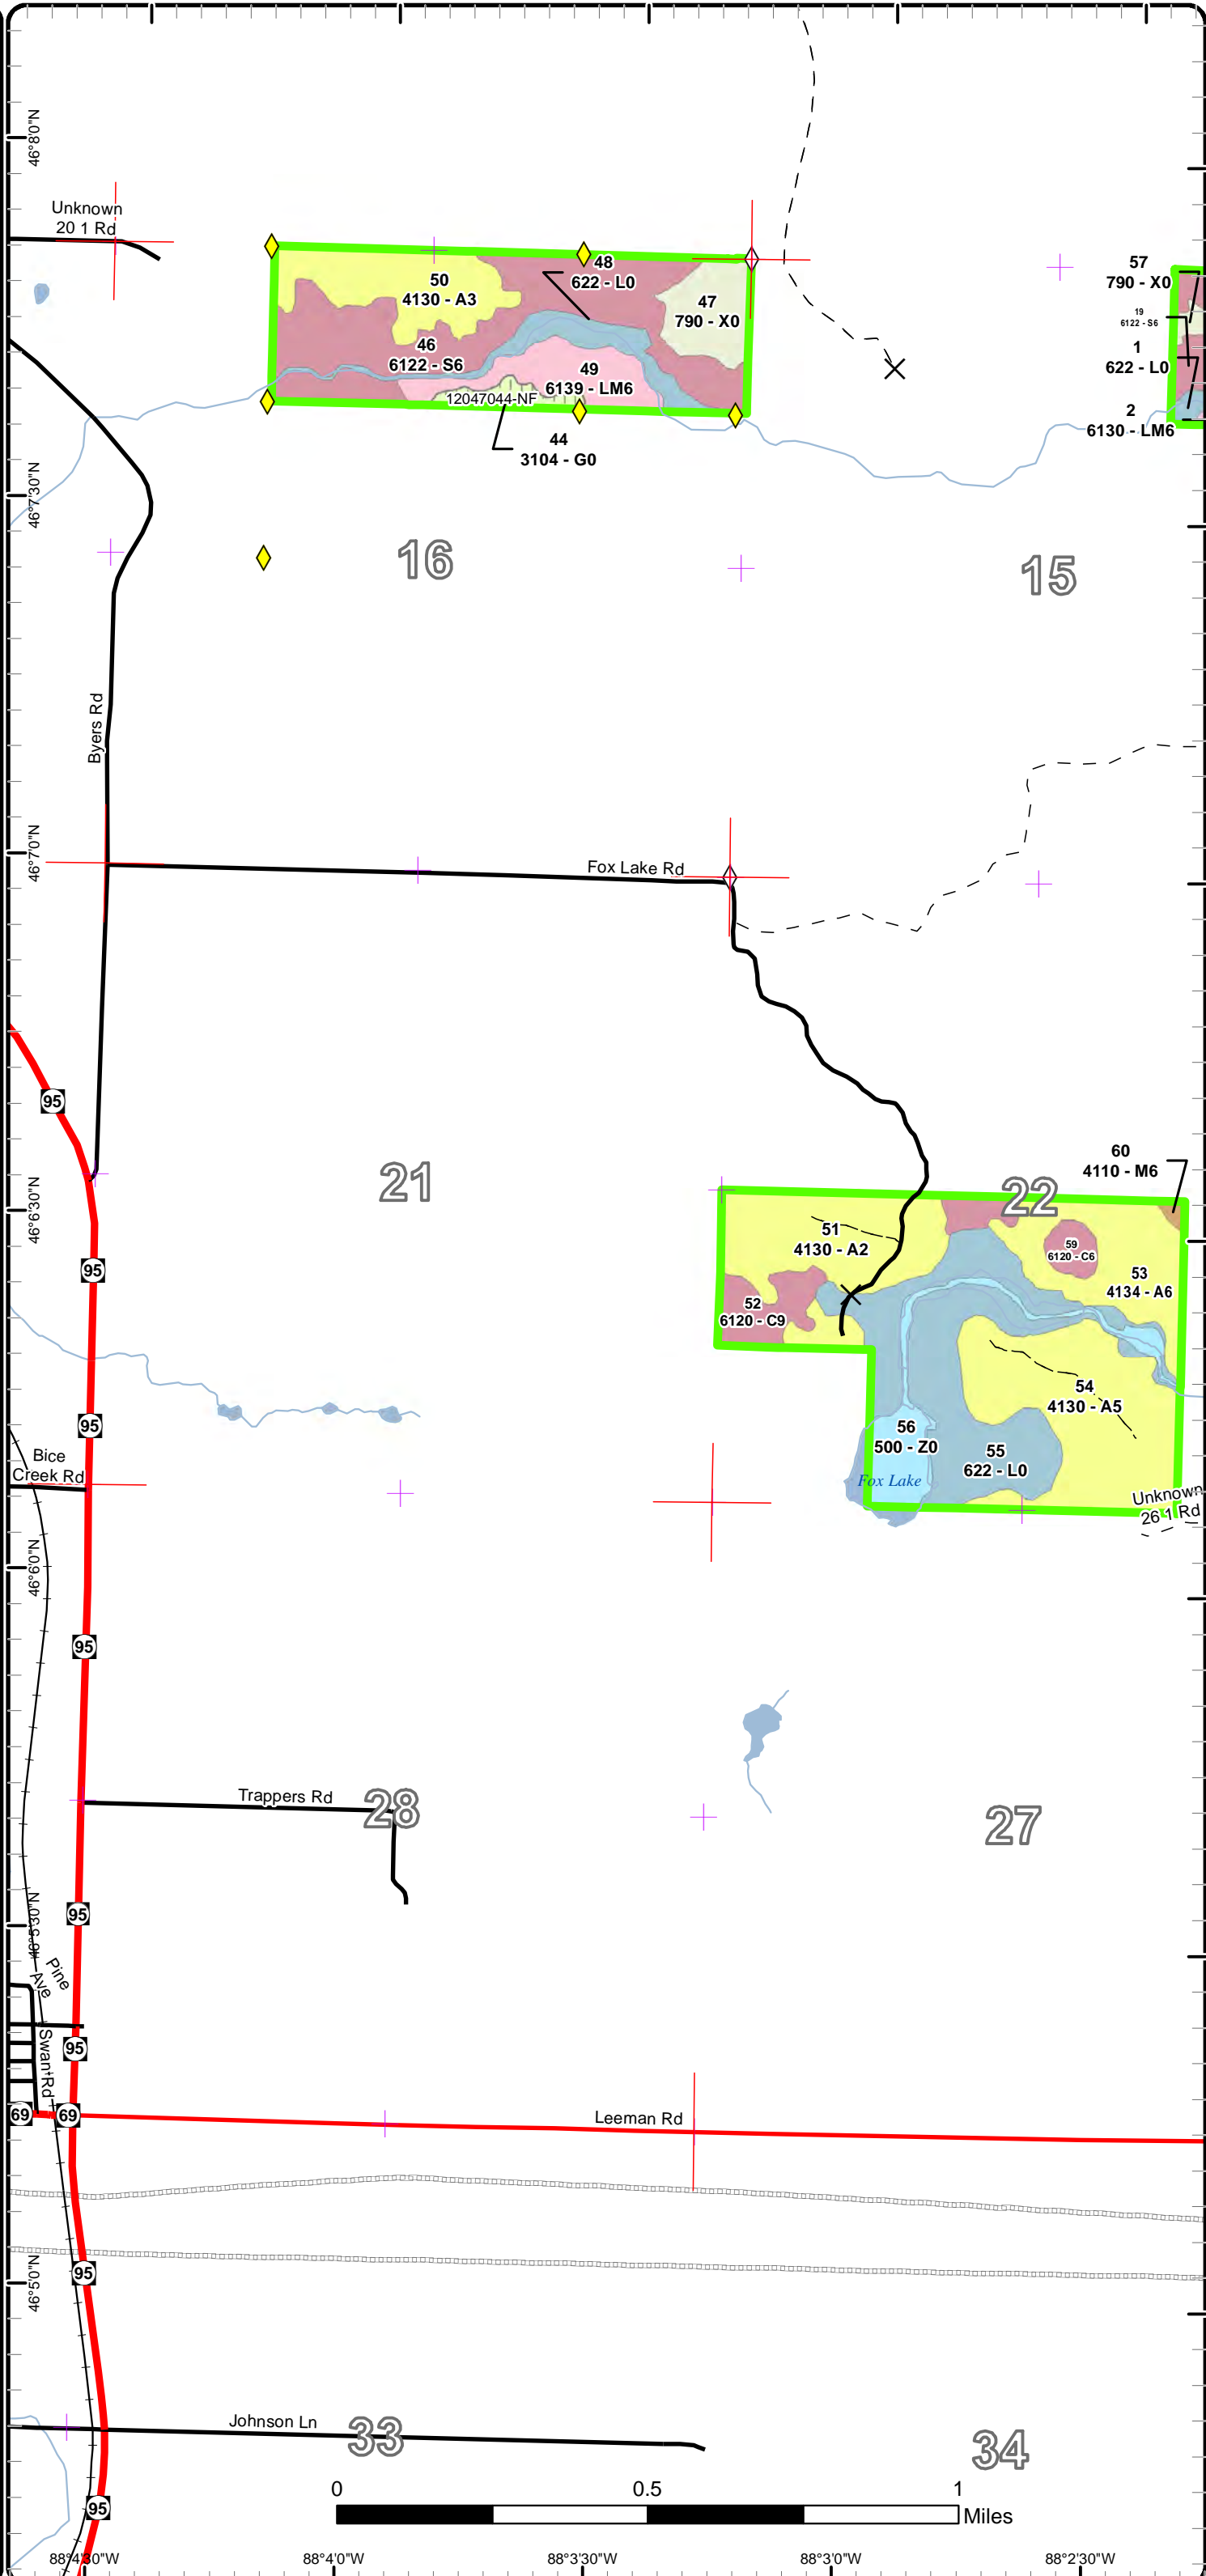 46°8'0"N
Unknown
20 1 Rd
50
4130 - A3
48
622 - L0
47
790 - X0
46
6122 - S6
49
6139 - LM6
12047044-NF
44
3104 - G0
57
790 - X0
19
6122 - S6
1
622 - L0
2
6130 - LM6
46°7'30"N
16
15
Byers Rd
46°7'0"N
Fox Lake Rd
95
21
60
4110 - M6
22
46°6'30"N
51
4130 - A2
59
6120 - C6
53
4134 - A6
95
52
6120 - C9
54
4130 - A5
95
56
500 - Z0
55
622 - L0
Fox Lake
Bice
Creek Rd
Unknown
26 1 Rd
46°6'0"N
95
Trappers Rd
28
27
95
46°5'30"N
Pine
Ave
Swant Rd
95
69
69
Leeman Rd
95
46°5'0"N
Johnson Ln
33
34
0
0.5
1
Miles
95
88°4'30"W
88°4'0"W
88°3'30"W
88°3'0"W
88°2'30"W